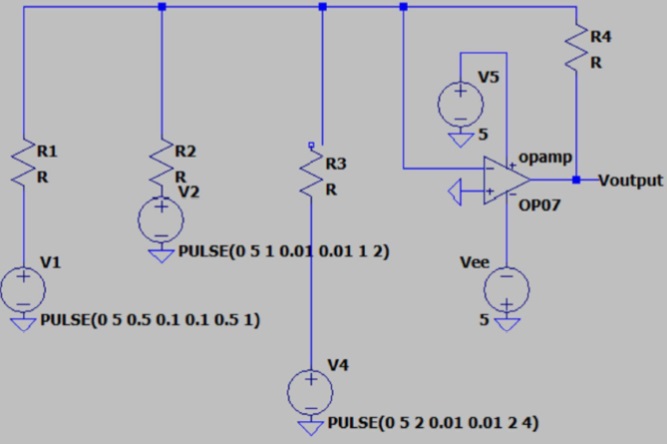 R4
R
V5
5
R1
R
R2
R
V2
R3
R
opamp
Voutput
OP07
PULSE(0 5 1 0.01 0.01 1 2)
V1
Vee
PULSE(0 5 0.5 0.1 0.1 0.5 1)
5
V4
PULSE(0 5 2 0.01 0.01 2 4)